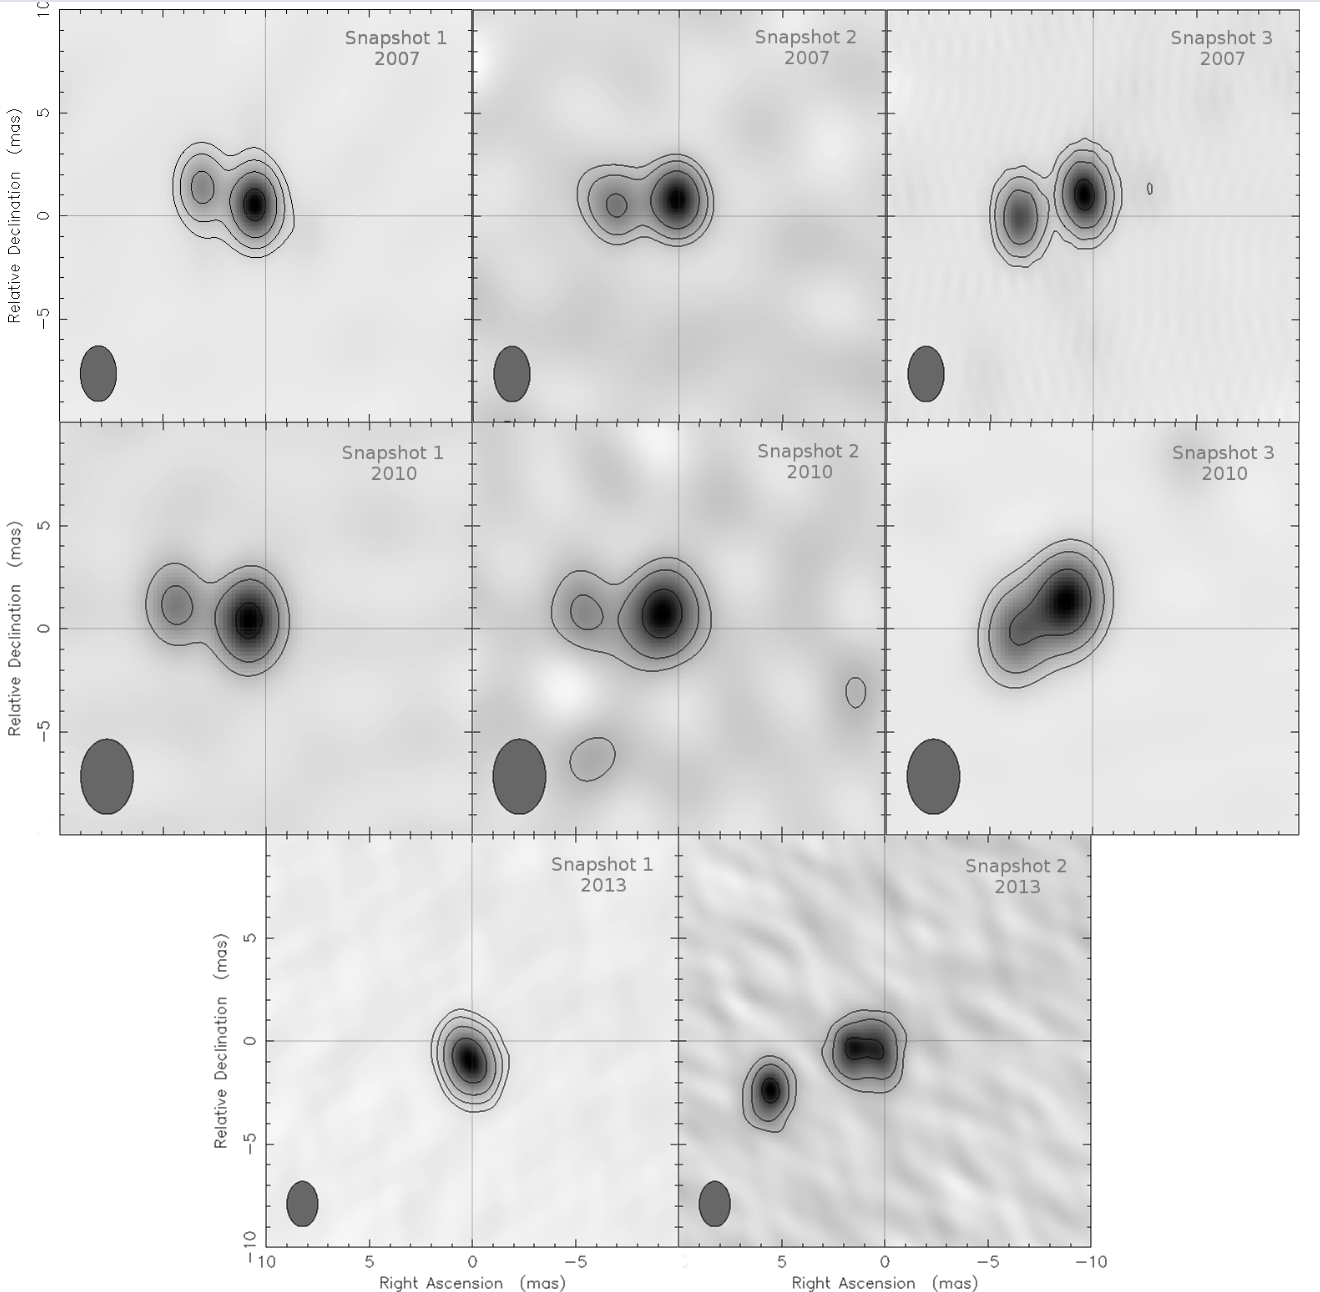 Snapshot 1
2007
Snapshot 2
2007
Snapshot 3
2007
10
5
0
−5
Relative Declination (mas)
Snapshot 1
2010
Snapshot 2
2010
Snapshot 3
2010
5
0
−5
Relative Declination (mas)
Snapshot 1
2013
Snapshot 2
2013
5
0
−5
−10
Relative Declination (mas)
10 5 0 −5 5 0 −5 −10
Right Ascension (mas) Right Ascension (mas)